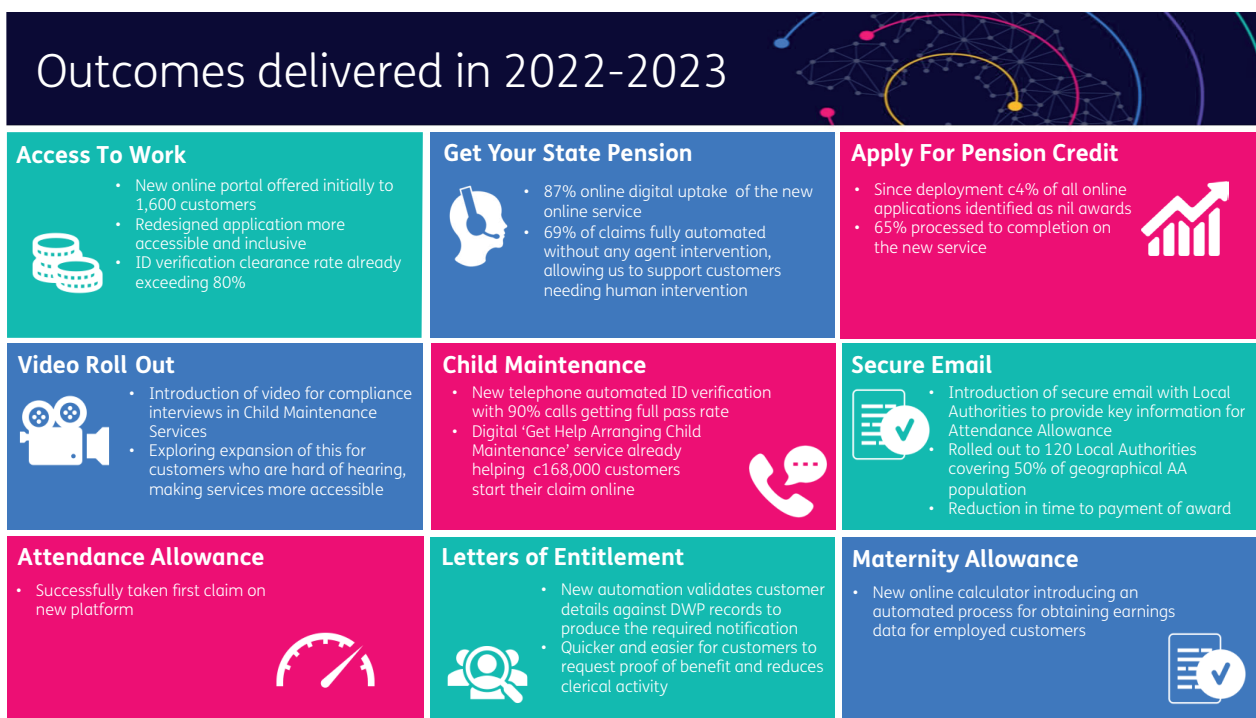 Outcomes delivered in 2022-2023
Access To Work
• New online portal offered initially to
1,600 customers
• Redesigned application more
accessible and inclusive
• ID verification clearance rate already
exceeding 80%
Get Your State Pension
• 87% online digital uptake of the new
online service
• 69% of claims fully automated
without any agent intervention,
allowing us to support customers
needing human intervention
Apply For Pension Credit
• Since deployment c4% of all online
applications identified as nil awards
• 65% processed to completion on
the new service
Video Roll Out
• Introduction of video for compliance
interviews in Child Maintenance
Services
• Exploring expansion of this for
customers who are hard of hearing,
making services more accessible
Child Maintenance
• New telephone automated ID verification
with 90% calls getting full pass rate
• Digital ‘Get Help Arranging Child
Maintenance’ service already
helping c168,000 customers
start their claim online
Secure Email
• Introduction of secure email with Local
Authorities to provide key information for
Attendance Allowance
• Rolled out to 120 Local Authorities
covering 50% of geographical AA
population
• Reduction in time to payment of award
Attendance Allowance
• Successfully taken first claim on
new platform
Letters of Entitlement
• New automation validates customer
details against DWP records to
produce the required notification
• Quicker and easier for customers to
request proof of benefit and reduces
clerical activity
Maternity Allowance
• New online calculator introducing an
automated process for obtaining earnings
data for employed customers